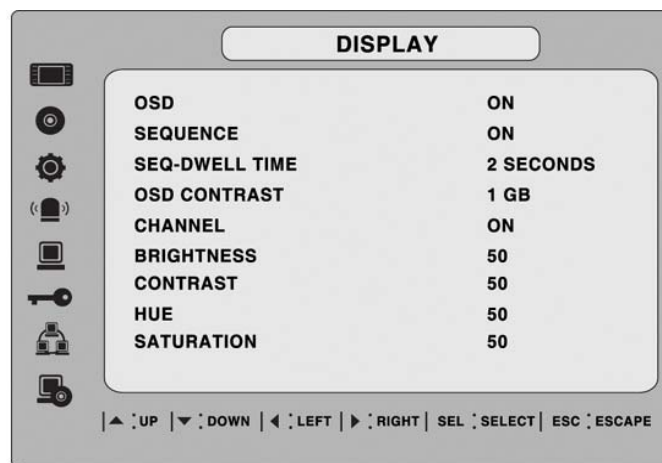 DISPLAY
OSD ON
SEQUENCE ON
SEQ-DWELL TIME 2 SECONDS
OSD CONTRAST 1 GB
CHANNEL ON
BRIGHTNESS 50
CONTRAST 50
HUE 50
SATURATION 50
|▲ : UP |▼ : DOWN |◀ : LEFT |▶ : RIGHT | SEL : SELECT | ESC : ESCAPE